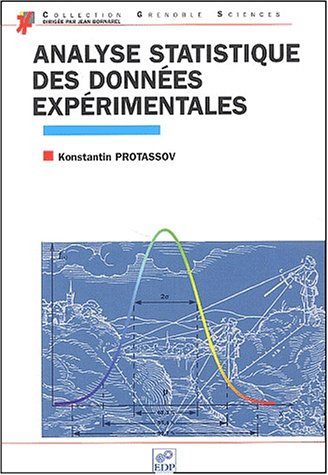 COLLECTION GRENOBLE SCIENCES
DIRIGÉE PAR JEAN BORNAREL
ANALYSE STATISTIQUE
DES DONNÉES
EXPÉRIMENTALES
Konstantin PROTASSOV
2σ
EDP